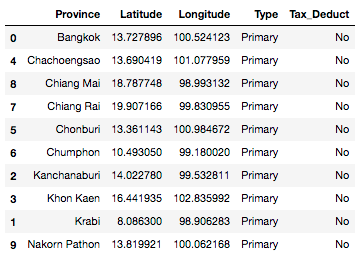 Province Latitude Longitude Type Tax_Deduct
0 Bangkok 13.727896 100.524123 Primary No
4 Chachoengsao 13.690419 101.077959 Primary No
8 Chiang Mai 18.787748 98.993132 Primary No
7 Chiang Rai 19.907166 99.830955 Primary No
5 Chonburi 13.361143 100.984672 Primary No
6 Chumphon 10.493050 99.180020 Primary No
2 Kanchanaburi 14.022780 99.532811 Primary No
3 Khon Kaen 16.441935 102.835992 Primary No
1 Krabi 8.086300 98.906283 Primary No
9 Nakorn Pathon 13.819921 100.062168 Primary No